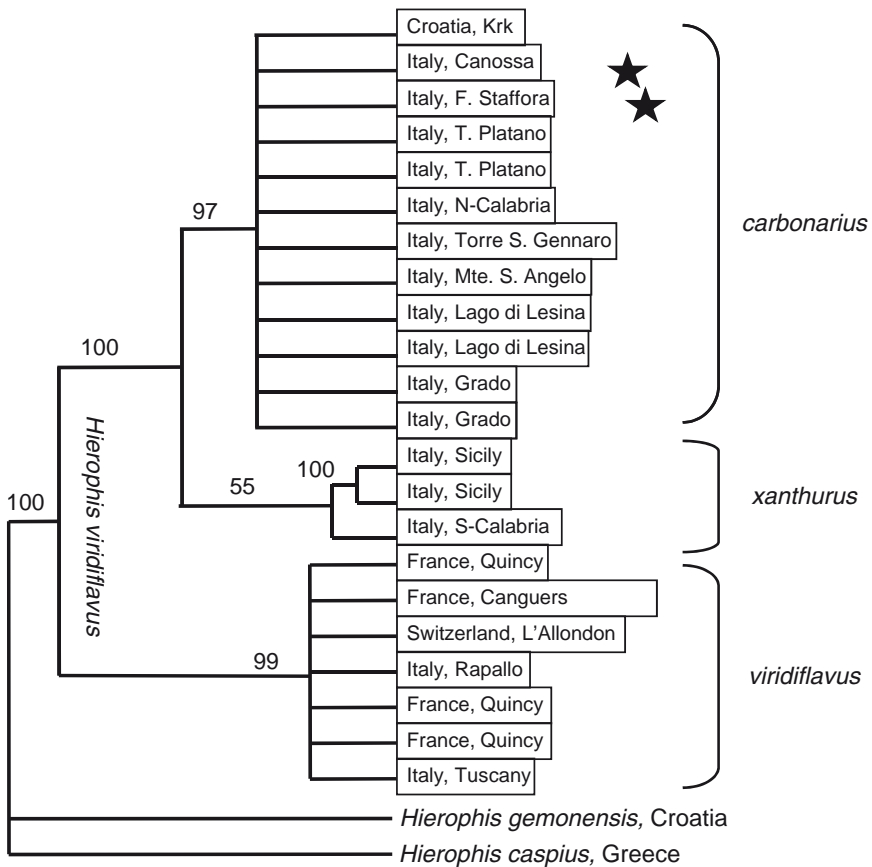 Croatia, Krk
Italy, Canossa
Italy, F. Staffora
Italy, T. Platano
Italy, T. Platano
97
Italy, N-Calabria
carbonarius
Italy, Torre S. Gennaro
Italy, Mte. S. Angelo
Italy, Lago di Lesina
100
Italy, Lago di Lesina
Italy, Grado
Italy, Grado
Hierophis viridiflavus
Italy, Sicily
100
55
Italy, Sicily
xanthurus
100
Italy, S-Calabria
France, Quincy
France, Canguers
Switzerland, L'Allondon
99
Italy, Rapallo
viridiflavus
France, Quincy
France, Quincy
Italy, Tuscany
Hierophis gemonensis, Croatia
Hierophis caspius, Greece